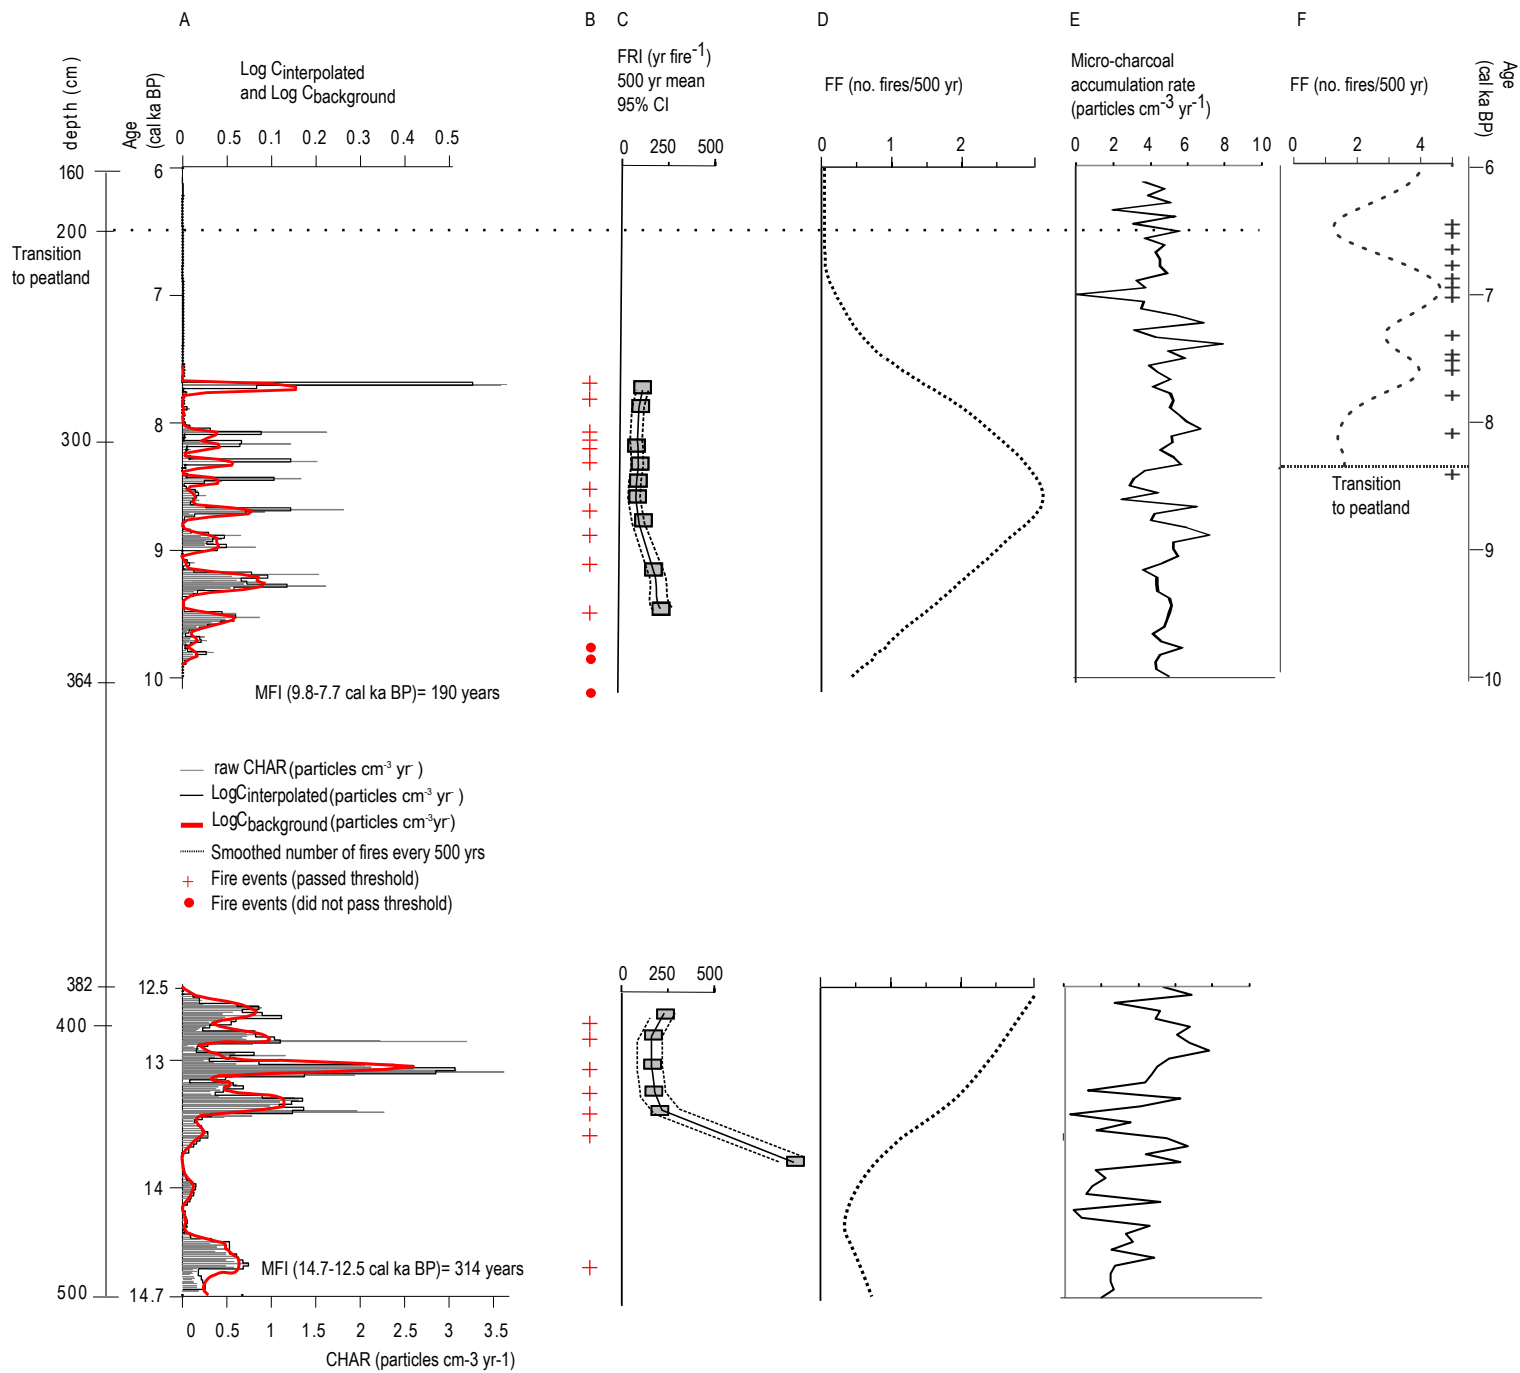 A
B
C
D
E
F
depth (cm)
Age
(cal ka BP)
Log Cinterpolated
and Log Cbackground
FRI (yr fire-1)
500 yr mean
95% CI
FF (no. fires/500 yr)
Micro-charcoal
accumulation rate
(particles cm-3 yr-1)
FF (no. fires/500 yr)
Age
(cal ka BP)
0 0.5 0.1 0.2 0.3 0.4 0.5
0 250 500
0 1 2
0 2 4 6 8 10
0 2 4
160
200
Transition
to peatland
300
364
6
7
8
9
10
6
7
8
9
10
Transition
to peatland
MFI (9.8-7.7 cal ka BP)= 190 years
raw CHAR (particles cm-3 yr-)
LogCinterpolated (particles cm-3 yr-)
LogCbackground (particles cm-3yr-)
Smoothed number of fires every 500 yrs
Fire events (passed threshold)
Fire events (did not pass threshold)
382
400
500
12.5
13
14
14.7
0 250 500
MFI (14.7-12.5 cal ka BP)= 314 years
0 0.5 1 1.5 2 2.5 3 3.5
CHAR (particles cm-3 yr-1)